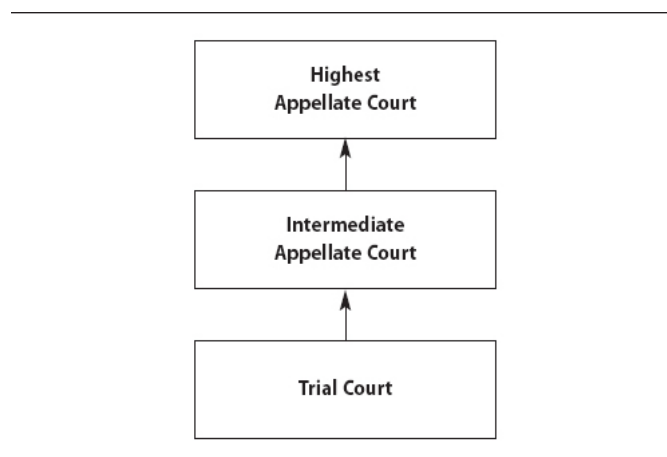 Highest
Appellate Court
Intermediate
Appellate Court
Trial Court